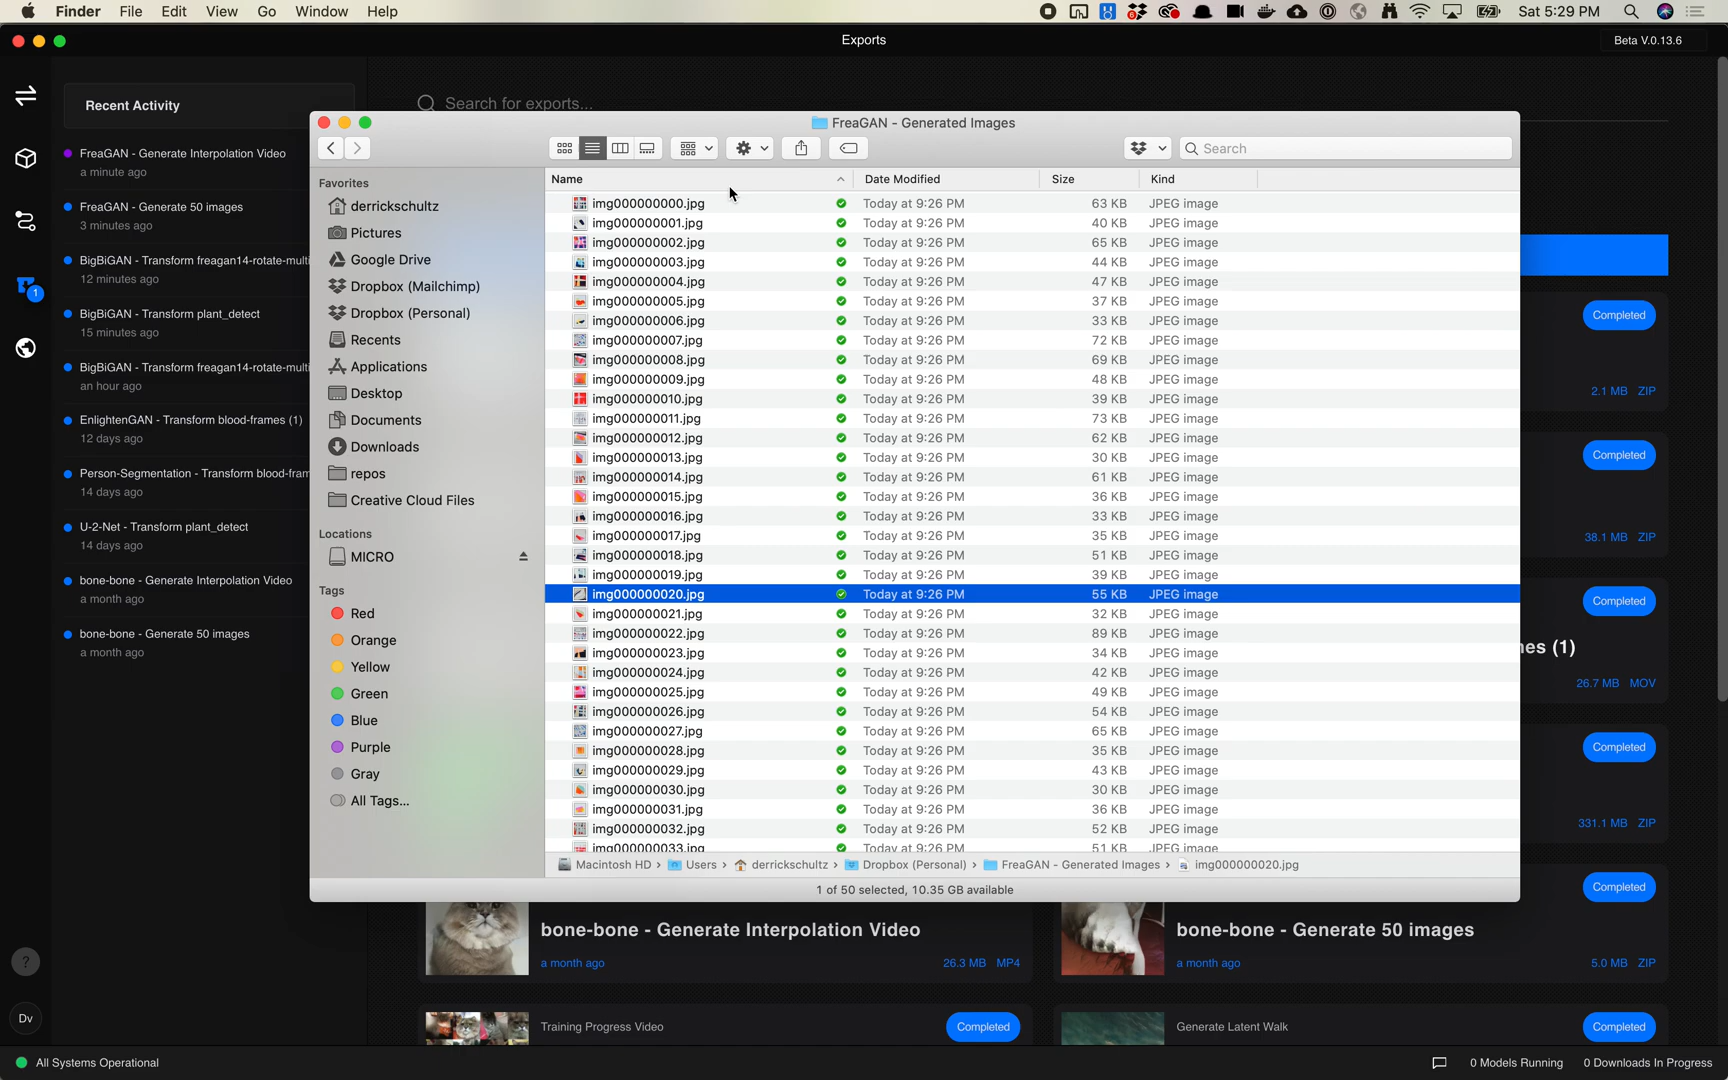 Finder File Edit View Go Window Help
6
Sat 5:29 PM
Exports
Beta V.0.13.6
Recent Activity
Search for exports...
FreaGAN - Generate Interpolation Video
a minute ago
FreaGAN - Generate 50 images
3 minutes ago
BigBiGAN - Transform freagan14-rotate-multi
12 minutes ago
BigBiGAN - Transform plant_detect
15 minutes ago
BigBiGAN - Transform freagan14-rotate-multi
an hour ago
EnlightenGAN - Transform blood-frames (1)
12 days ago
Person-Segmentation - Transform blood-fram
14 days ago
U-2-Net - Transform plant_detect
14 days ago
bone-bone - Generate Interpolation Video
a month ago
bone-bone - Generate 50 images
a month ago
1
?
Dv
FreaGAN - Generated Images
Search
Favorites
derrickschultz
Pictures
Google Drive
Dropbox (Mailchimp)
Dropbox (Personal)
Recents
Applications
Desktop
Documents
Downloads
repos
Creative Cloud Files
Locations
MICRO
Tags
Red
Orange
Yellow
Green
Blue
Purple
Gray
All Tags...
Name Date Modified Size Kind
img000000000.jpg Today at 9:26 PM 63 KB JPEG image
img000000001.jpg Today at 9:26 PM 40 KB JPEG image
img000000002.jpg Today at 9:26 PM 65 KB JPEG image
img000000003.jpg Today at 9:26 PM 44 KB JPEG image
img000000004.jpg Today at 9:26 PM 47 KB JPEG image
img000000005.jpg Today at 9:26 PM 37 KB JPEG image
img000000006.jpg Today at 9:26 PM 33 KB JPEG image
img000000007.jpg Today at 9:26 PM 72 KB JPEG image
img000000008.jpg Today at 9:26 PM 69 KB JPEG image
img000000009.jpg Today at 9:26 PM 48 KB JPEG image
img000000010.jpg Today at 9:26 PM 39 KB JPEG image
img000000011.jpg Today at 9:26 PM 73 KB JPEG image
img000000012.jpg Today at 9:26 PM 62 KB JPEG image
img000000013.jpg Today at 9:26 PM 30 KB JPEG image
img000000014.jpg Today at 9:26 PM 61 KB JPEG image
img000000015.jpg Today at 9:26 PM 36 KB JPEG image
img000000016.jpg Today at 9:26 PM 33 KB JPEG image
img000000017.jpg Today at 9:26 PM 35 KB JPEG image
img000000018.jpg Today at 9:26 PM 51 KB JPEG image
img000000019.jpg Today at 9:26 PM 39 KB JPEG image
img000000020.jpg Today at 9:26 PM 55 KB JPEG image
img000000021.jpg Today at 9:26 PM 32 KB JPEG image
img000000022.jpg Today at 9:26 PM 89 KB JPEG image
img000000023.jpg Today at 9:26 PM 34 KB JPEG image
img000000024.jpg Today at 9:26 PM 42 KB JPEG image
img000000025.jpg Today at 9:26 PM 49 KB JPEG image
img000000026.jpg Today at 9:26 PM 54 KB JPEG image
img000000027.jpg Today at 9:26 PM 65 KB JPEG image
img000000028.jpg Today at 9:26 PM 35 KB JPEG image
img000000029.jpg Today at 9:26 PM 43 KB JPEG image
img000000030.jpg Today at 9:26 PM 30 KB JPEG image
img000000031.jpg Today at 9:26 PM 36 KB JPEG image
img000000032.jpg Today at 9:26 PM 52 KB JPEG image
img000000033.jpg Today at 9:26 PM 51 KB JPEG image
Macintosh HD › Users › derrickschultz › Dropbox (Personal) › FreaGAN - Generated Images › img000000020.jpg
1 of 50 selected, 10.35 GB available
Completed
2.1 MB ZIP
Completed
38.1 MB ZIP
Completed
nes (1)
26.7 MB MOV
Completed
331.1 MB ZIP
Completed
bone-bone - Generate Interpolation Video
a month ago 26.3 MB MP4
bone-bone - Generate 50 images
a month ago 5.0 MB ZIP
Training Progress Video Completed
Generate Latent Walk Completed
All Systems Operational
0 Models Running 0 Downloads In Progress